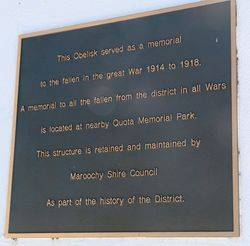 This Obelisk served as a memorial
to the fallen in the great War 1914 to 1918.
A memorial to all the fallen from the district in all Wars
is located at nearby Quota Memorial Park.
This structure is retained and maintained by
Maroochy Shire Council
As part of the history of the District.